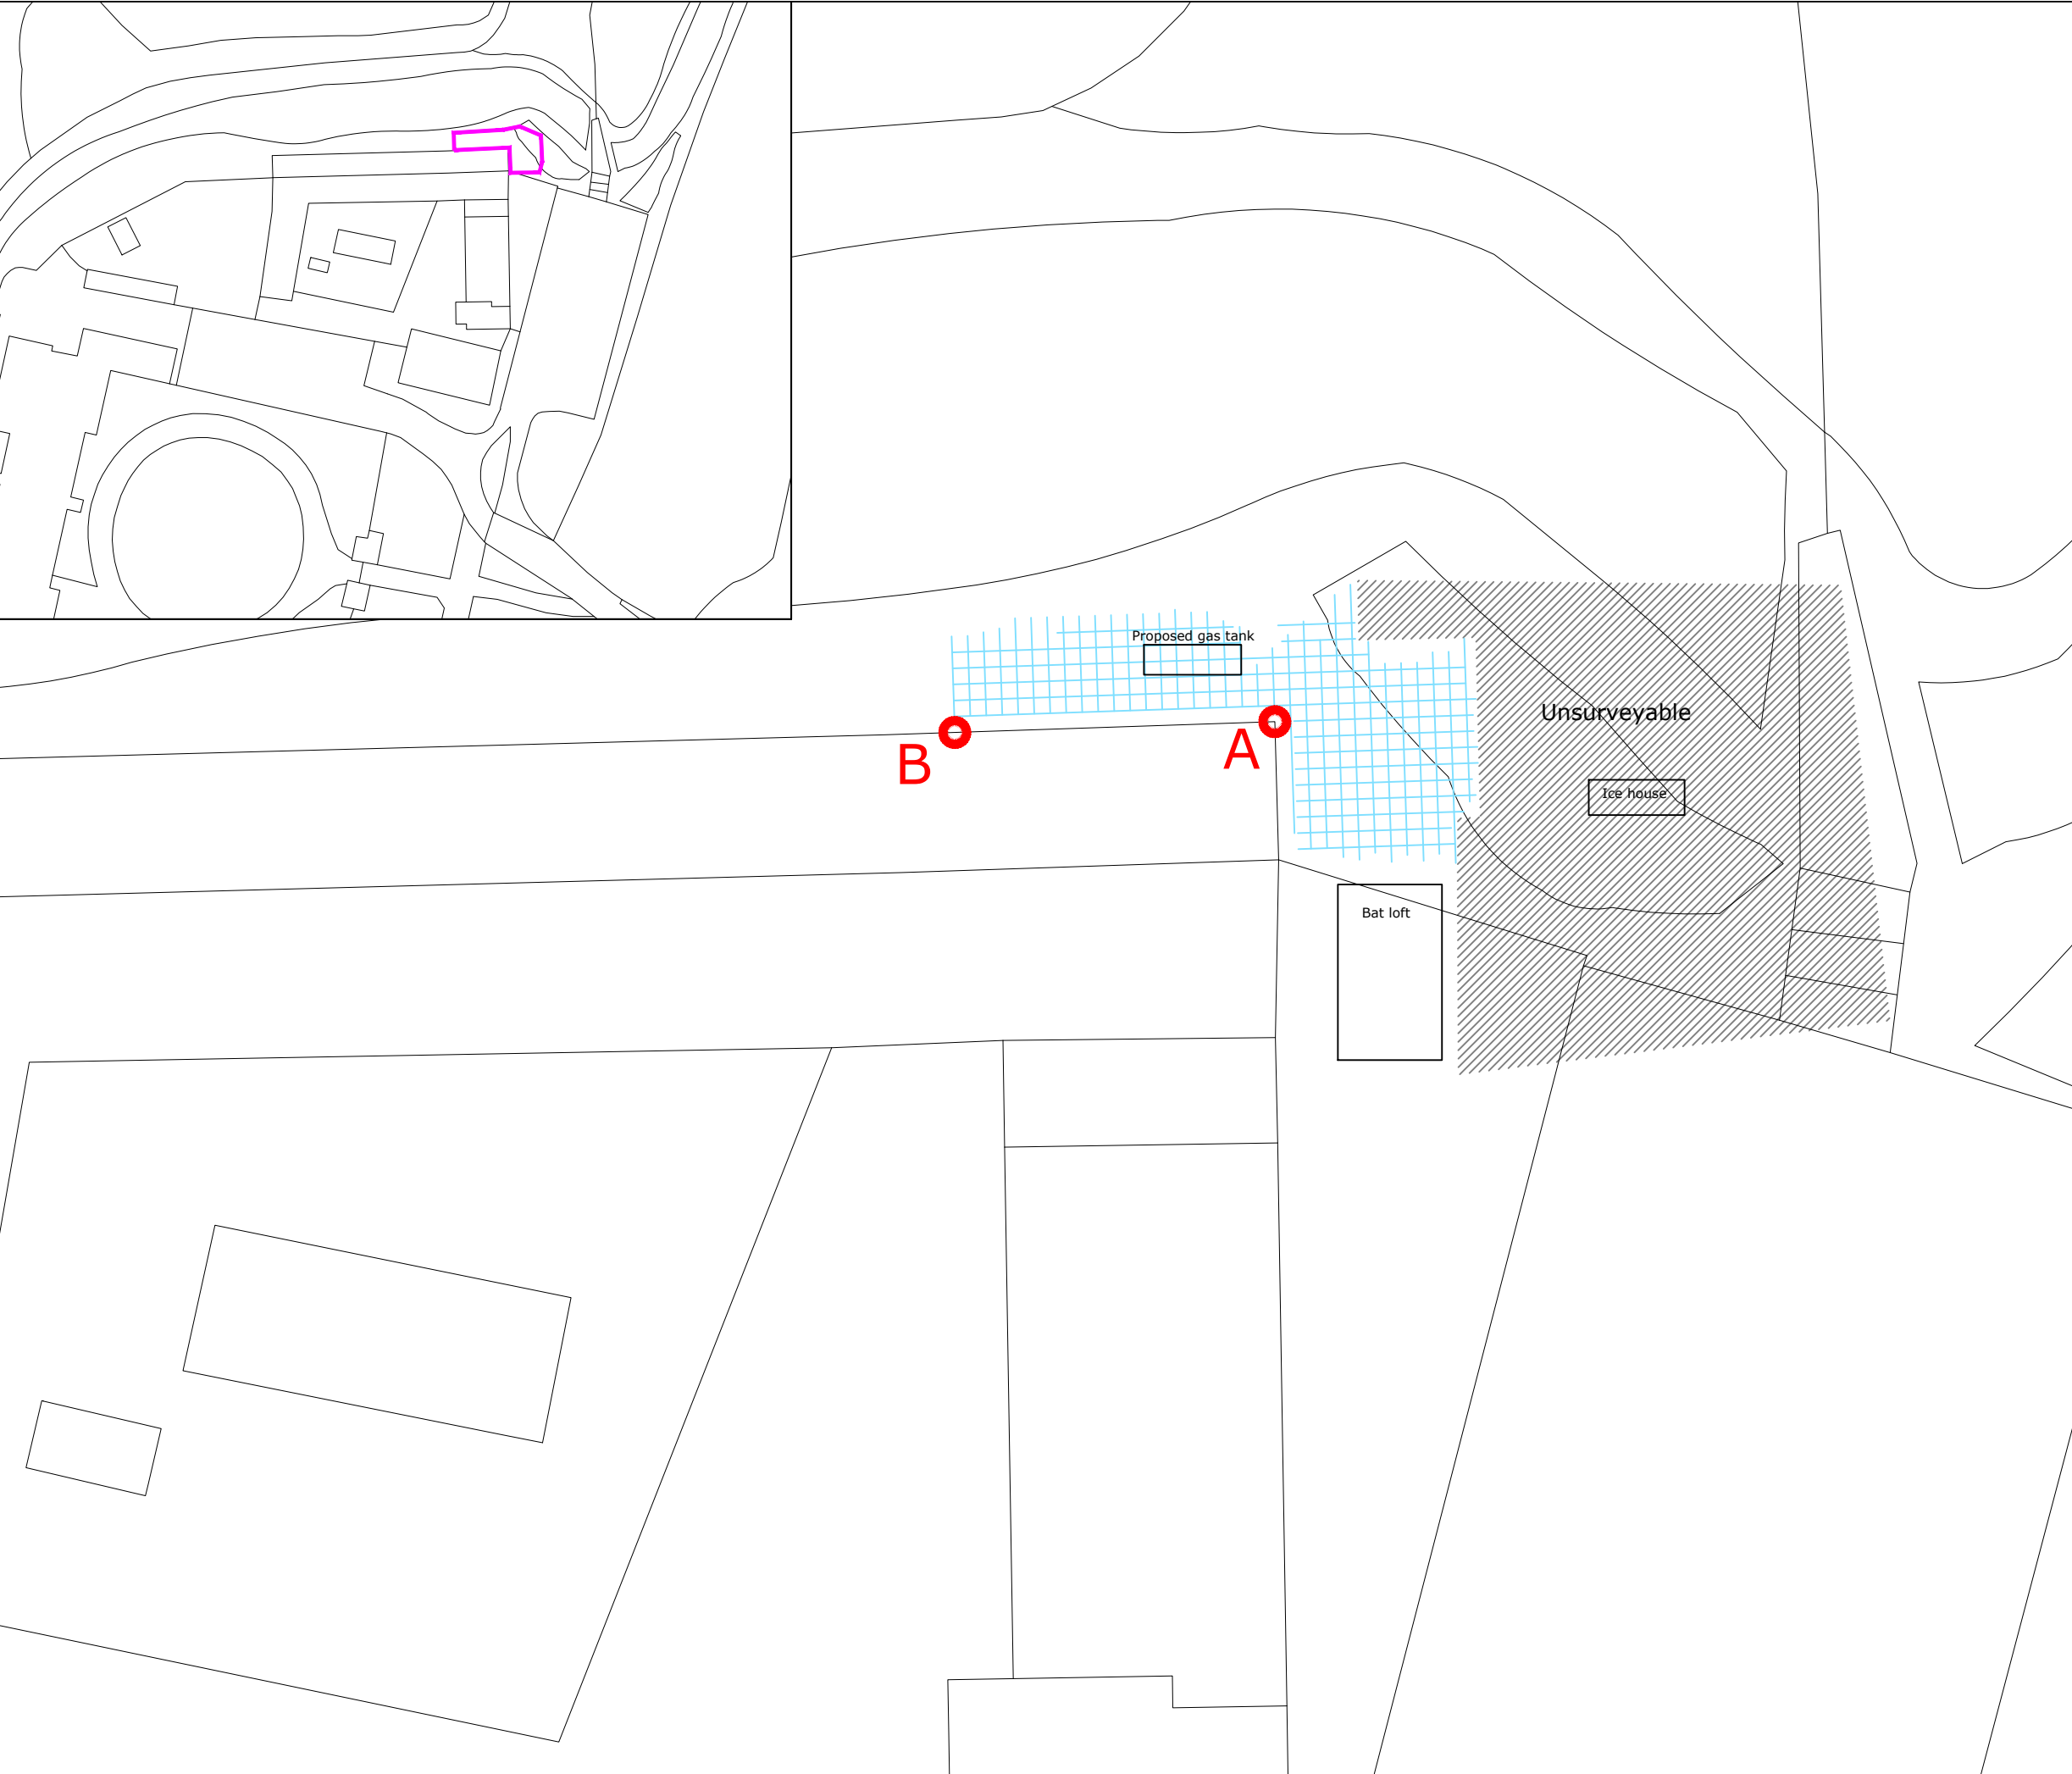 Proposed gas tank
Unsurveyable
A
B
Ice house
Bat loft